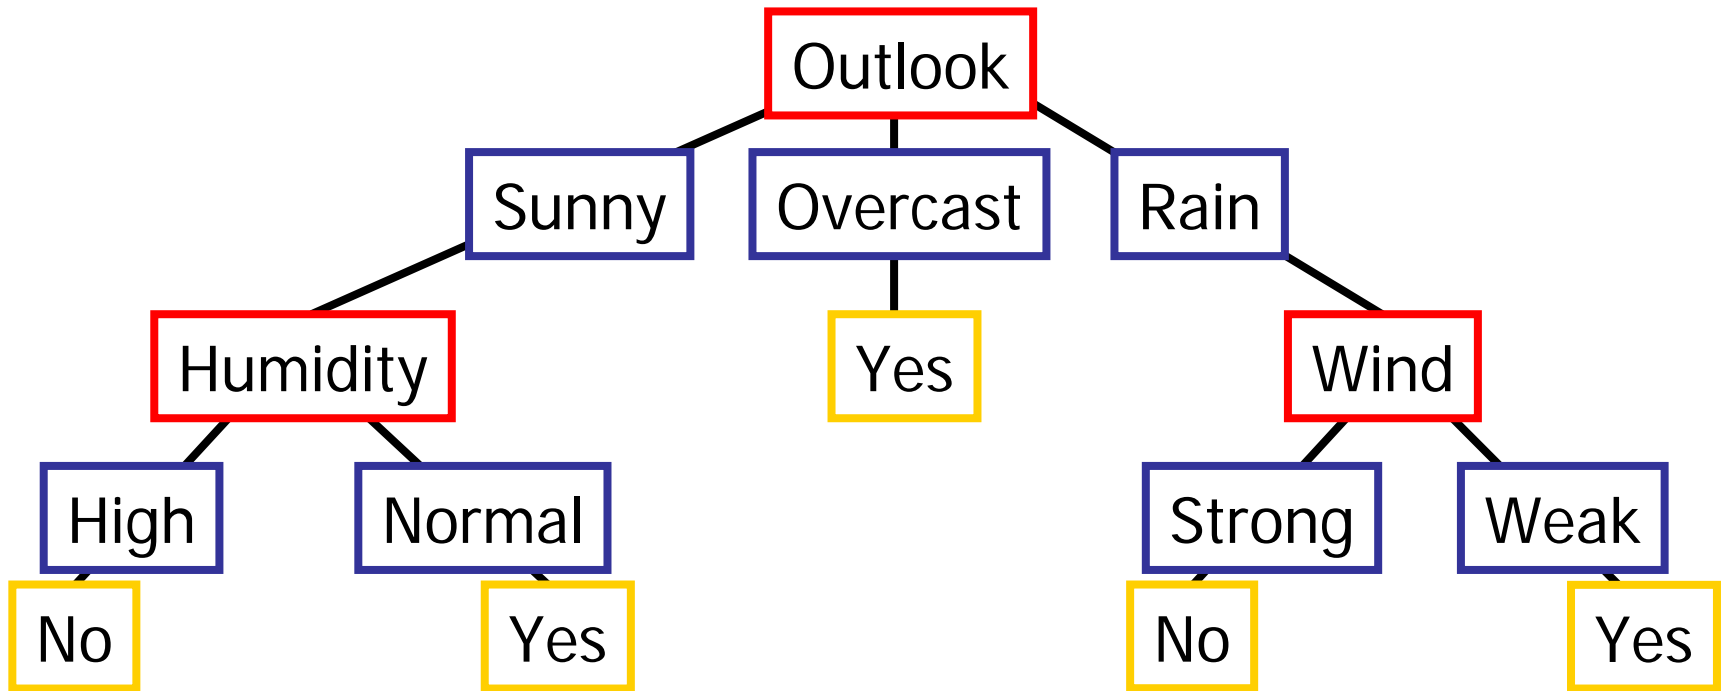 Outlook
Sunny Overcast Rain
Humidity Yes Wind
High Normal Strong Weak
No Yes No Yes